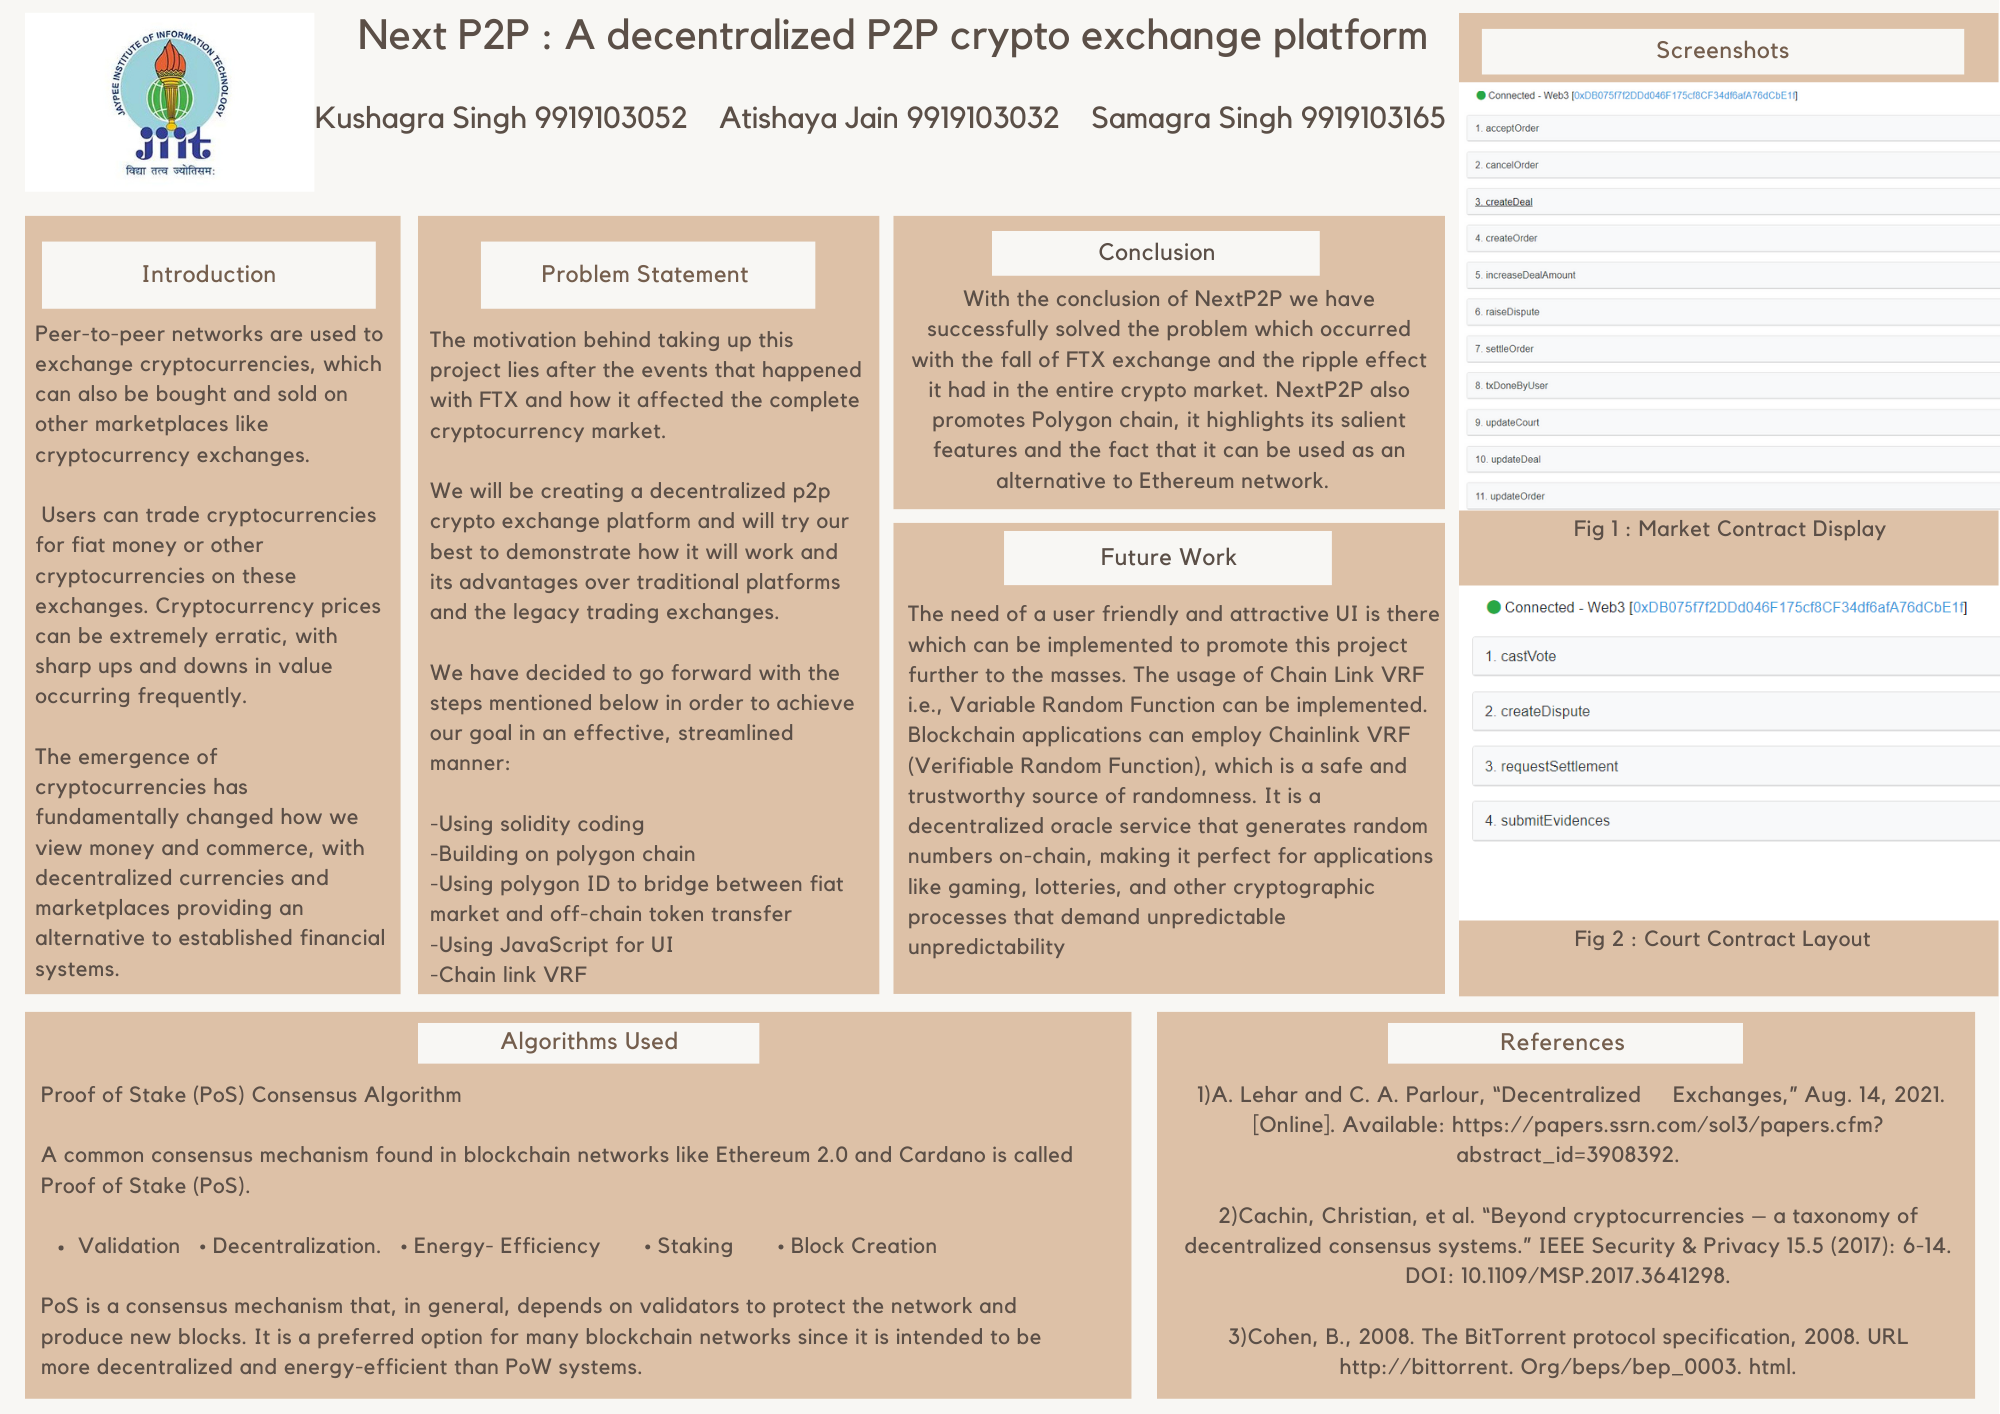 JAYPEE INSTITUTE OF INFORMATION TECHNOLOGY
jiit
विद्या तत्व ज्योतिसमः
Next P2P : A decentralized P2P crypto exchange platform
Kushagra Singh 9919103052 Atishaya Jain 9919103032 Samagra Singh 9919103165
Introduction
Peer-to-peer networks are used to
exchange cryptocurrencies, which
can also be bought and sold on
other marketplaces like
cryptocurrency exchanges.
Users can trade cryptocurrencies
for fiat money or other
cryptocurrencies on these
exchanges. Cryptocurrency prices
can be extremely erratic, with
sharp ups and downs in value
occurring frequently.
The emergence of
cryptocurrencies has
fundamentally changed how we
view money and commerce, with
decentralized currencies and
marketplaces providing an
alternative to established financial
systems.
Problem Statement
The motivation behind taking up this
project lies after the events that happened
with FTX and how it affected the complete
cryptocurrency market.
We will be creating a decentralized p2p
crypto exchange platform and will try our
best to demonstrate how it will work and
its advantages over traditional platforms
and the legacy trading exchanges.
We have decided to go forward with the
steps mentioned below in order to achieve
our goal in an effective, streamlined
manner:
-Using solidity coding
-Building on polygon chain
-Using polygon ID to bridge between fiat
market and off-chain token transfer
-Using JavaScript for UI
-Chain link VRF
Conclusion
With the conclusion of NextP2P we have
successfully solved the problem which occurred
with the fall of FTX exchange and the ripple effect
it had in the entire crypto market. NextP2P also
promotes Polygon chain, it highlights its salient
features and the fact that it can be used as an
alternative to Ethereum network.
Future Work
The need of a user friendly and attractive UI is there
which can be implemented to promote this project
further to the masses. The usage of Chain Link VRF
i.e., Variable Random Function can be implemented.
Blockchain applications can employ Chainlink VRF
(Verifiable Random Function), which is a safe and
trustworthy source of randomness. It is a
decentralized oracle service that generates random
numbers on-chain, making it perfect for applications
like gaming, lotteries, and other cryptographic
processes that demand unpredictable
unpredictability
Screenshots
Connected - Web3 [0xDB075f7f2DDd046F175cf8CF34df6afA76dCbE1f]
1. acceptOrder
2. cancelOrder
3. createDeal
4. createOrder
5. increaseDealAmount
6. raiseDispute
7. settleOrder
8. txDoneByUser
9. updateCourt
10. updateDeal
11. updateOrder
Fig 1 : Market Contract Display
Connected - Web3 [0xDB075f7f2DDd046F175cf8CF34df6afA76dCbE1f]
1. castVote
2. createDispute
3. requestSettlement
4. submitEvidences
Fig 2 : Court Contract Layout
Algorithms Used
Proof of Stake (PoS) Consensus Algorithm
A common consensus mechanism found in blockchain networks like Ethereum 2.0 and Cardano is called
Proof of Stake (PoS).
• Validation • Decentralization. • Energy- Efficiency • Staking • Block Creation
PoS is a consensus mechanism that, in general, depends on validators to protect the network and
produce new blocks. It is a preferred option for many blockchain networks since it is intended to be
more decentralized and energy-efficient than PoW systems.
References
1)A. Lehar and C. A. Parlour, “Decentralized Exchanges,” Aug. 14, 2021.
[Online]. Available: https://papers.ssrn.com/sol3/papers.cfm?
abstract_id=3908392.
2)Cachin, Christian, et al. “Beyond cryptocurrencies – a taxonomy of
decentralized consensus systems.” IEEE Security & Privacy 15.5 (2017): 6-14.
DOI: 10.1109/MSP.2017.3641298.
3)Cohen, B., 2008. The BitTorrent protocol specification, 2008. URL
http://bittorrent. Org/beps/bep_0003. html.